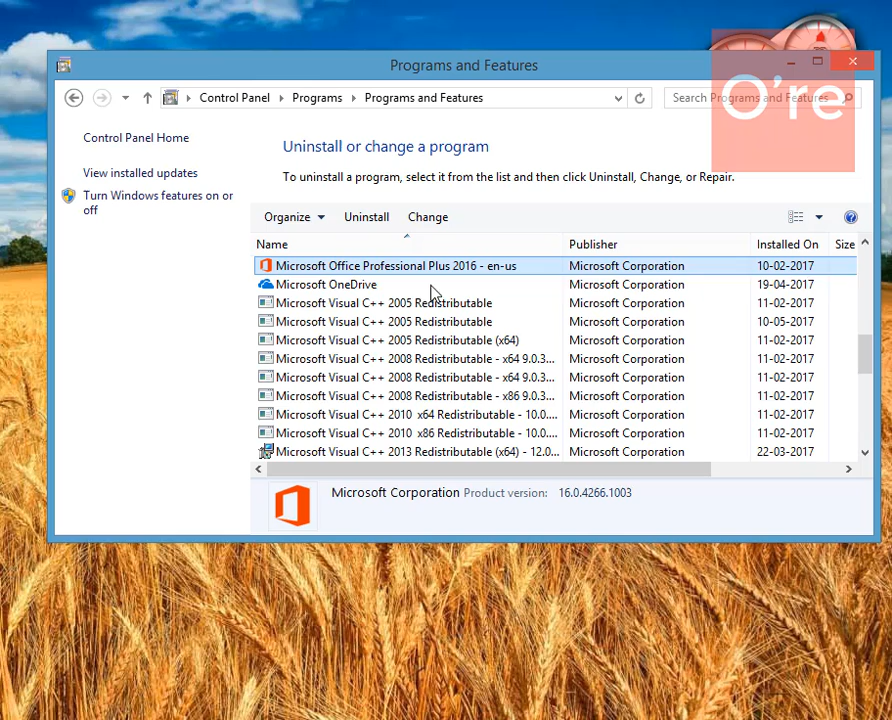 Programs and Features
Control Panel Programs Programs and Features Search Programs and Features
O're
Control Panel Home
View installed updates
Turn Windows features on or
off
Uninstall or change a program
To uninstall a program, select it from the list and then click Uninstall, Change, or Repair.
Organize Uninstall Change
Name Publisher Installed On Size
Microsoft Office Professional Plus 2016 - en-us Microsoft Corporation 10-02-2017
Microsoft OneDrive Microsoft Corporation 19-04-2017
Microsoft Visual C++ 2005 Redistributable Microsoft Corporation 11-02-2017
Microsoft Visual C++ 2005 Redistributable Microsoft Corporation 10-05-2017
Microsoft Visual C++ 2005 Redistributable (x64) Microsoft Corporation 11-02-2017
Microsoft Visual C++ 2008 Redistributable - x64 9.0.3... Microsoft Corporation 11-02-2017
Microsoft Visual C++ 2008 Redistributable - x64 9.0.3... Microsoft Corporation 11-02-2017
Microsoft Visual C++ 2008 Redistributable - x86 9.0.3... Microsoft Corporation 11-02-2017
Microsoft Visual C++ 2010 x64 Redistributable - 10.0.... Microsoft Corporation 11-02-2017
Microsoft Visual C++ 2010 x86 Redistributable - 10.0.... Microsoft Corporation 11-02-2017
Microsoft Visual C++ 2013 Redistributable (x64) - 12.0... Microsoft Corporation 22-03-2017
Microsoft Corporation Product version: 16.0.4266.1003